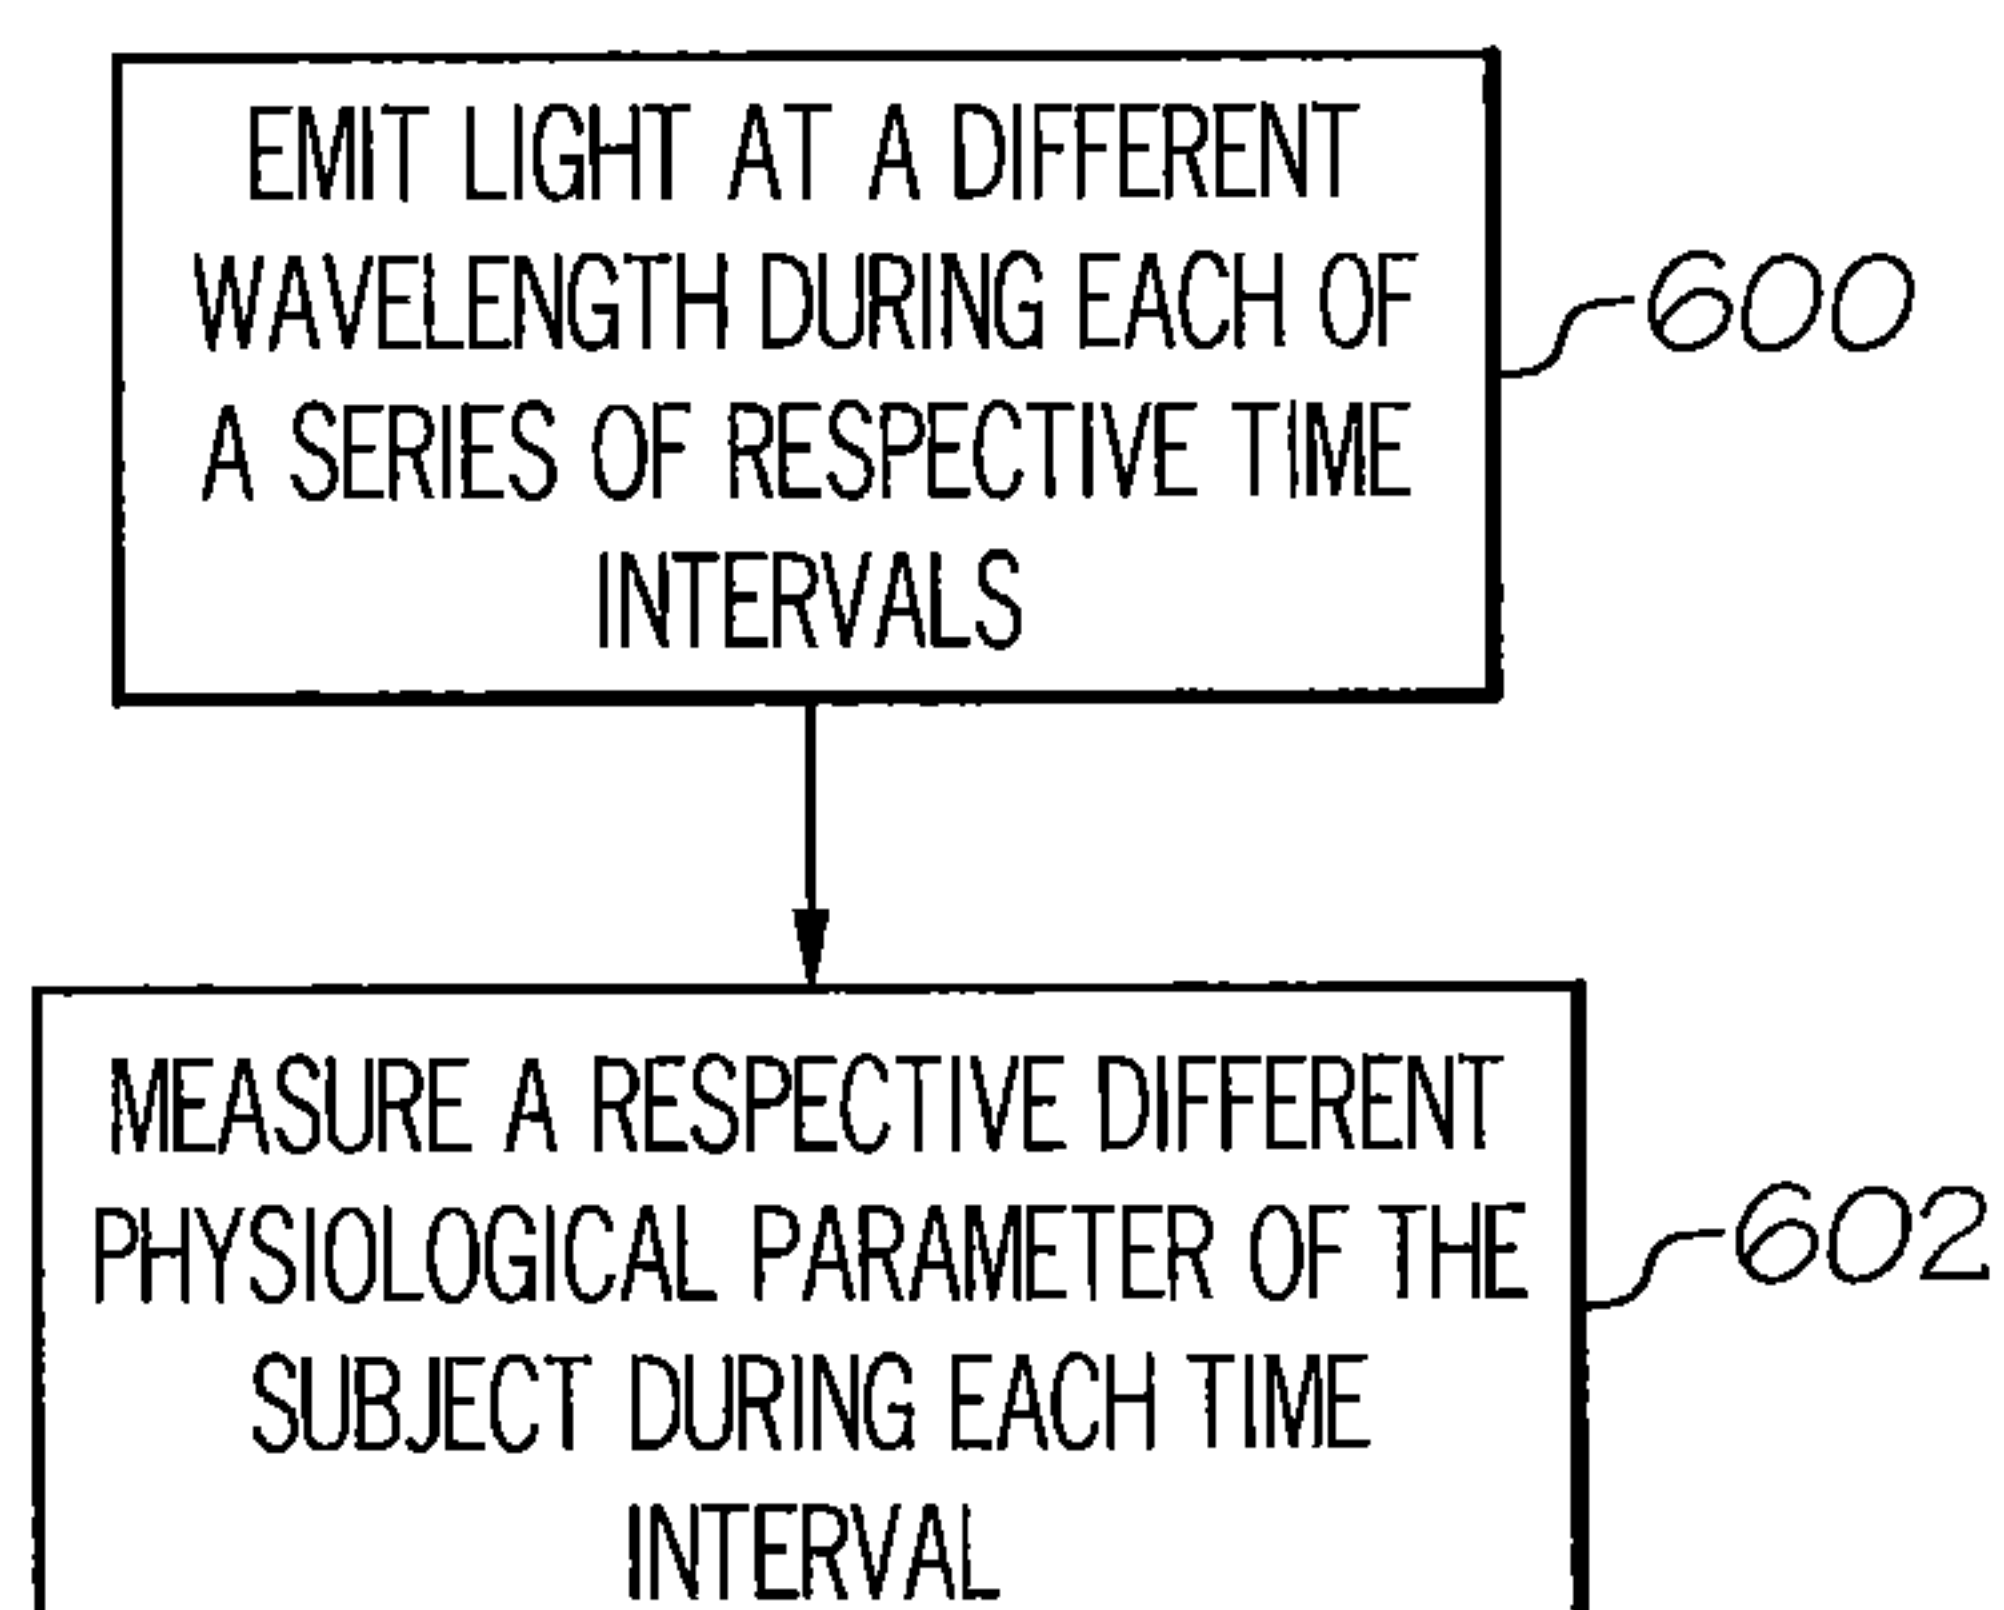 EMIT LIGHT AT A DIFFERENT
WAVELENGTH DURING EACH OF
A SERIES OF RESPECTIVE TIME
INTERVALS
600
MEASURE A RESPECTIVE DIFFERENT
PHYSIOLOGICAL PARAMETER OF THE
SUBJECT DURING EACH TIME
INTERVAL
602